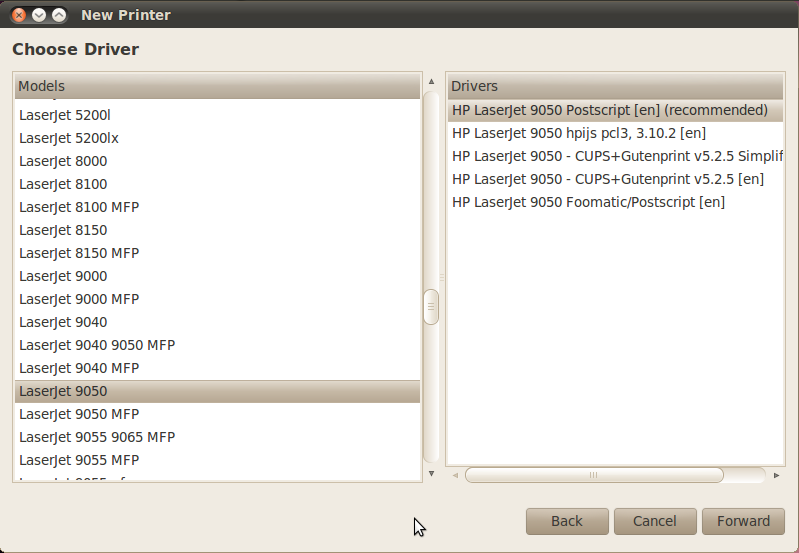 New Printer
Choose Driver
Models
LaserJet 5200l
LaserJet 5200lx
LaserJet 8000
LaserJet 8100
LaserJet 8100 MFP
LaserJet 8150
LaserJet 8150 MFP
LaserJet 9000
LaserJet 9000 MFP
LaserJet 9040
LaserJet 9040 9050 MFP
LaserJet 9040 MFP
LaserJet 9050
LaserJet 9050 MFP
LaserJet 9055 9065 MFP
LaserJet 9055 MFP
Drivers
HP LaserJet 9050 Postscript [en] (recommended)
HP LaserJet 9050 hpijs pcl3, 3.10.2 [en]
HP LaserJet 9050 - CUPS+Gutenprint v5.2.5 Simplif
HP LaserJet 9050 - CUPS+Gutenprint v5.2.5 [en]
HP LaserJet 9050 Foomatic/Postscript [en]
Back
Cancel
Forward